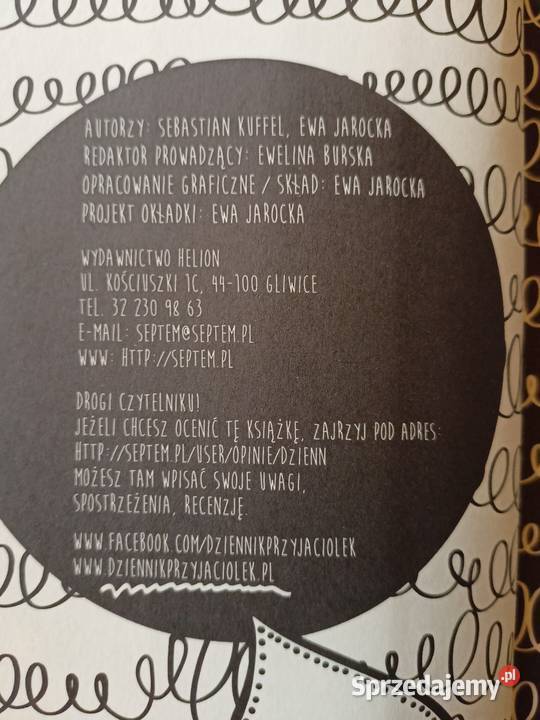 AUTORZY: SEBASTIAN KUFFEL, EWA JAROCKA
REDAKTOR PROWADZĄCY: EWELINA BURSKA
OPRACOWANIE GRAFICZNE / SKŁAD: EWA JAROCKA
PROJEKT OKŁADKI: EWA JAROCKA
WYDAWNICTWO HELION
UL. KOŚCIUSZKI 1C, 44-100 GLIWICE
TEL. 32 230 98 63
E-MAIL: SEPTEM@SEPTEM.PL
WWW: HTTP://SEPTEM.PL
DROGI CZYTELNIKU!
JEŻELI CHCESZ OCENIĆ TĘ KSIĄŻKĘ, ZAJRZYJ POD ADRES:
HTTP://SEPTEM.PL/USER/OPINIE/DZIENN
MOŻESZ TAM WPISAĆ SWOJE UWAGI,
SPOSTRZEŻENIA, RECENZJĘ.
WWW.FACEBOOK.COM/DZIENNIKPRZYJACIOLEK
WWW.DZIENNIKPRZYJACIOLEK.PL
Sprzedajemy.pl